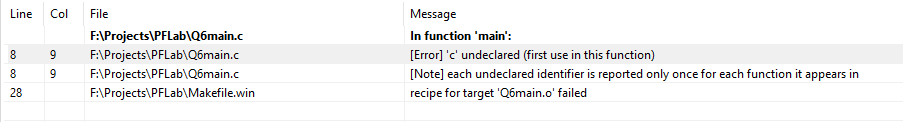 Line Col File Message
F:\Projects\PFLab\Q6main.c In function 'main':
8 9 F:\Projects\PFLab\Q6main.c [Error] 'c' undeclared (first use in this function)
8 9 F:\Projects\PFLab\Q6main.c [Note] each undeclared identifier is reported only once for each function it appears in
28 F:\Projects\PFLab\Makefile.win recipe for target 'Q6main.o' failed